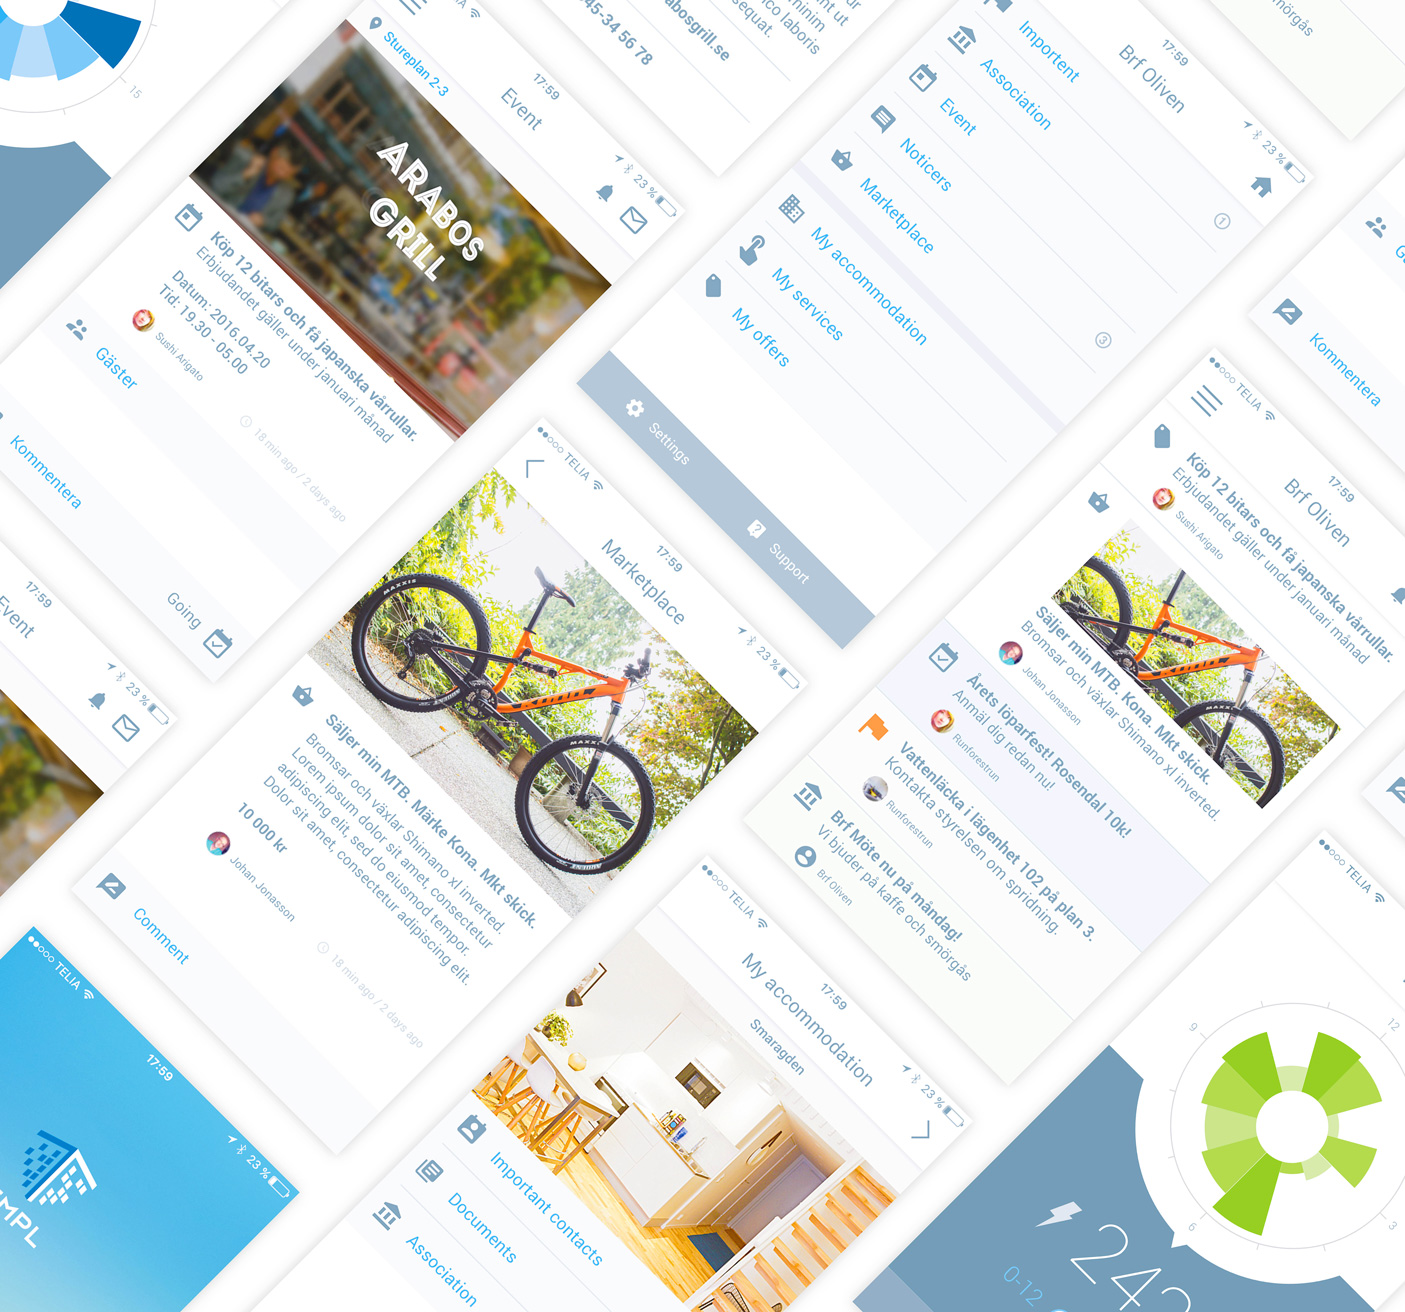 15
Stureplan 2-3
17:59
Event
23 %
ARABOS
GRILL
Köp 12 bitars och få japanska vårrullar.
Erbjudandet gäller under januari månad
Datum: 2016.04.20
Tid: 19.30 - 05.00
Sushi Arigato
18 min ago / 2 days ago
Gäster
Kommentera
Going
45-34 56 78
abosgrill.se
minim
ut
laboris
Importent
Association
Event
Noticers
Marketplace
My accommodation
My services
My offers
17:59
Brf Oliven
23 %
1
3
Settings
Support
smörgås
Kommentera
TELIA
17:59
Marketplace
23 %
Säljer min MTB. Märke Kona. Mkt skick.
Bromsar och växlar Shimano xl inverted.
Lorem ipsum dolor sit amet, consectetur
adipiscing elit, sed do eiusmod tempor.
Dolor sit amet, consectetur adipiscing elit.
10 000 kr
Johan Jonasson
18 min ago / 2 days ago
Comment
TELIA
17:59
Brf Oliven
Köp 12 bitars och få japanska vårrullar.
Erbjudandet gäller under januari månad
Sushi Arigato
Säljer min MTB. Kona. Mkt skick.
Bromsar och växlar Shimano xl inverted.
Johan Jonasson
Årets löparfest! Rosendal 10k!
Anmäl dig redan nu!
Runforestrun
Vattenläcka i lägenhet 102 på plan 3.
Kontakta styrelsen om spridning.
Runforestrun
Brf Möte nu på måndag!
Vi bjuder på kaffe och smörgås
Brf Oliven
17:59
Event
23 %
TELIA
17:59
23 %
MPL
TELIA
17:59
My accommodation
Smaragden
23 %
Important contacts
Documents
Association
TELIA
9
12
6
3
242
0-12